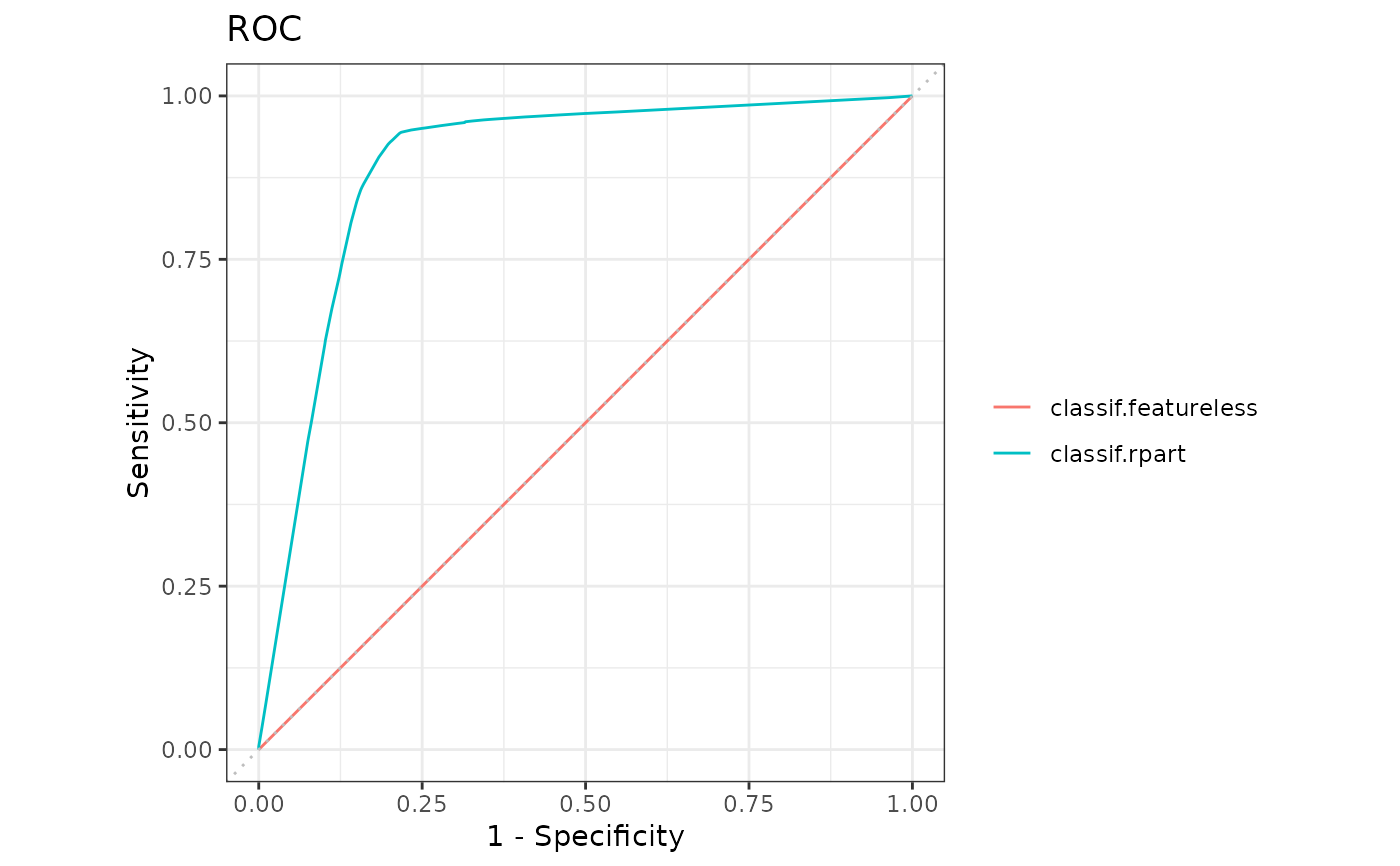 ROC
1.00
0.75
0.50
0.25
0.00
Sensitivity
0.00 0.25 0.50 0.75 1.00
1 - Specificity
classif.featureless
classif.rpart